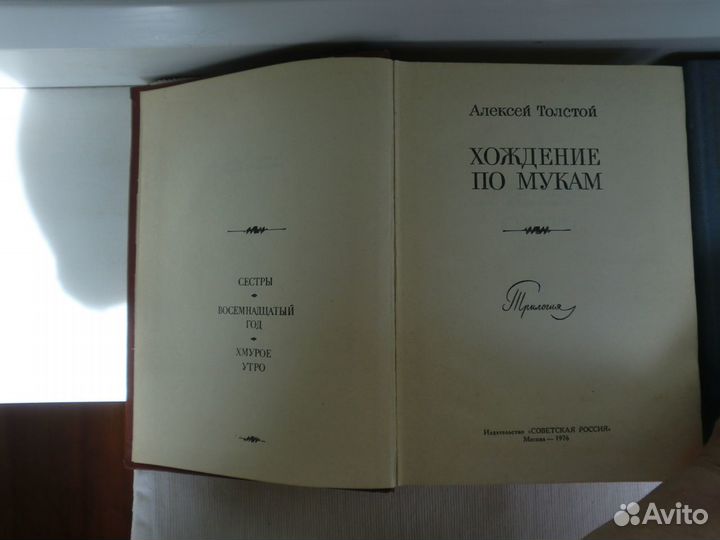 СЕСТРЫ
ВОСЕМНАДЦАТЫЙ
ГОД
ХМУРОЕ
УТРО
Алексей Толстой
ХОЖДЕНИЕ
ПО МУКАМ
Трилогия
Издательство «СОВЕТСКАЯ РОССИЯ»
Москва — 1976
Avito